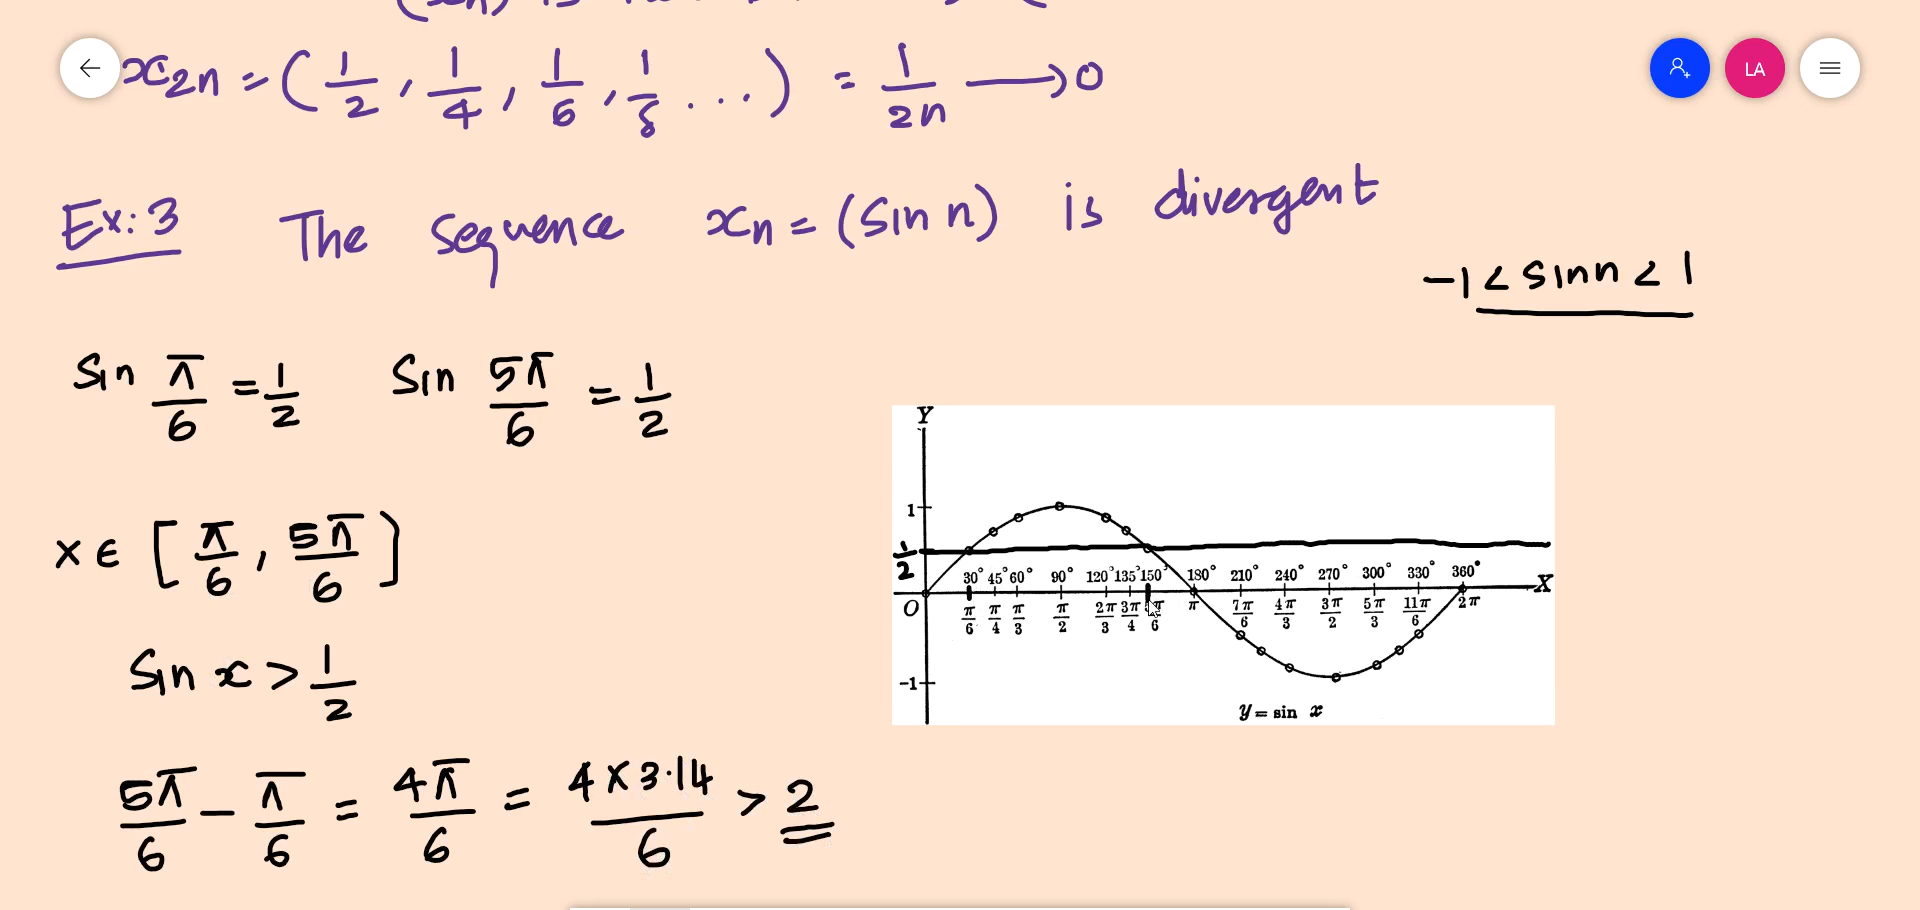 x₂ₙ = (1/2, 1/4, 1/6, 1/8 ...) = 1/2n ⟶ 0
LA
Ex: 3 The sequence xₙ = (sin n) is divergent
-1 < sin n < 1
Sin π/6 = 1/2 Sin 5π/6 = 1/2
x ∈ [π/6, 5π/6]
Sin x > 1/2
5π/6 - π/6 = 4π/6 = 4 x 3.14/6 > 2
Y
1
1/2
30° 45° 60° 90° 120° 135° 150° 180° 210° 240° 270° 300° 330° 360°
X
O
π/6 π/4 π/3 π/2 2π/3 3π/4 π/6 π 7π/6 4π/3 3π/2 5π/3 11π/6 2π
-1
y = sin x